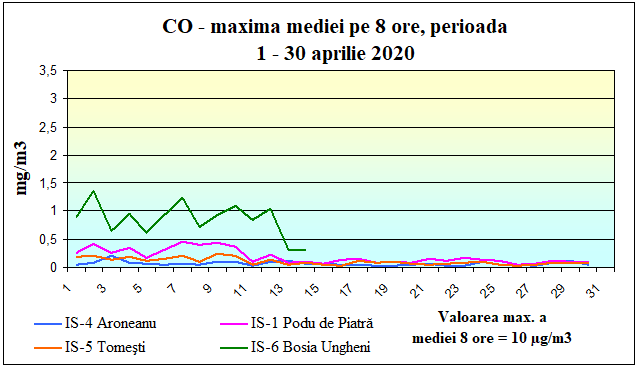 CO - maxima mediei pe 8 ore, perioada
1 - 30 aprilie 2020
mg/m3
3,5
3
2,5
2
1,5
1
0,5
0
1 3 5 7 9 11 13 15 17 19 21 23 25 27 29 31
IS-4 Aroneanu IS-1 Podu de Piatră
IS-5 Tomești IS-6 Bosia Ungheni
Valoarea max. a
mediei 8 ore = 10 µg/m3